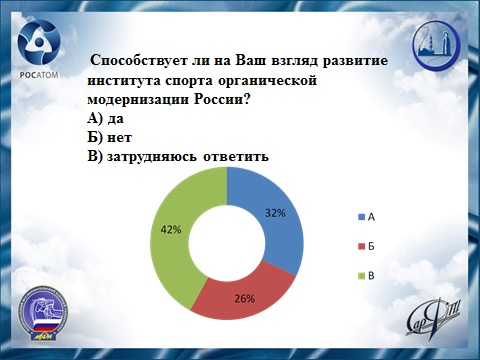 РОСАТОМ
Способствует ли на Ваш взгляд развитие
института спорта органической
модернизации России?
А) да
Б) нет
В) затрудняюсь ответить
42%
32%
26%
А
Б
В